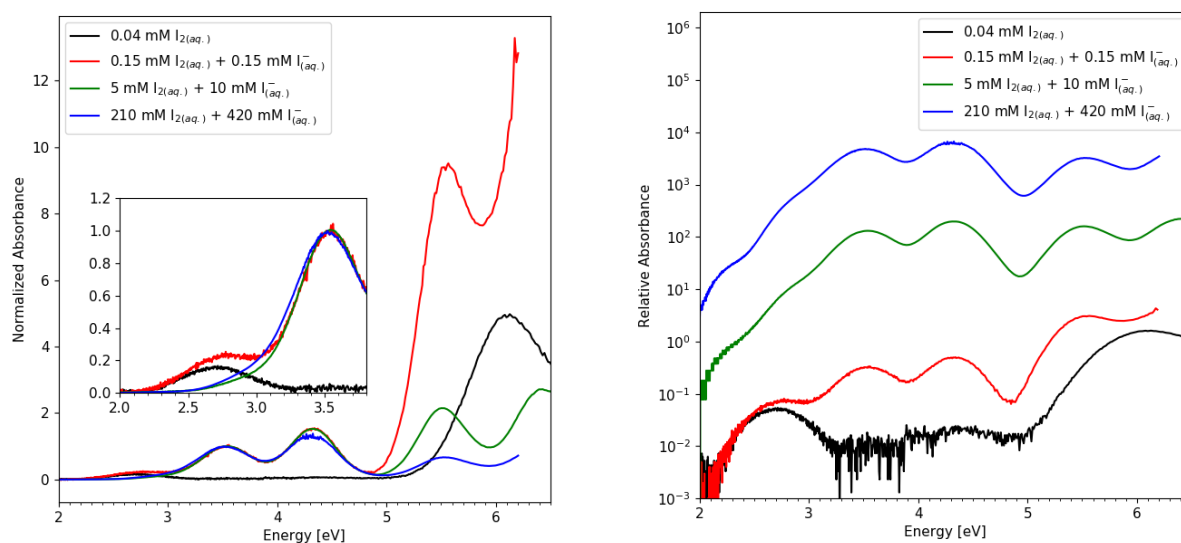 0.04 mM I2(aq.)
0.15 mM I2(aq.) + 0.15 mM I−(aq.)
5 mM I2(aq.) + 10 mM I−(aq.)
210 mM I2(aq.) + 420 mM I−(aq.)
Normalized Absorbance
12
10
8
6
4
2
0
1.2
1.0
0.8
0.6
0.4
0.2
0.0
2.0 2.5 3.0 3.5
2 3 4 5 6
Energy [eV]
0.04 mM I2(aq.)
0.15 mM I2(aq.) + 0.15 mM I−(aq.)
5 mM I2(aq.) + 10 mM I−(aq.)
210 mM I2(aq.) + 420 mM I−(aq.)
Relative Absorbance
10^6
10^5
10^4
10^3
10^2
10^1
10^0
10^−1
10^−2
10^−3
2 3 4 5 6
Energy [eV]